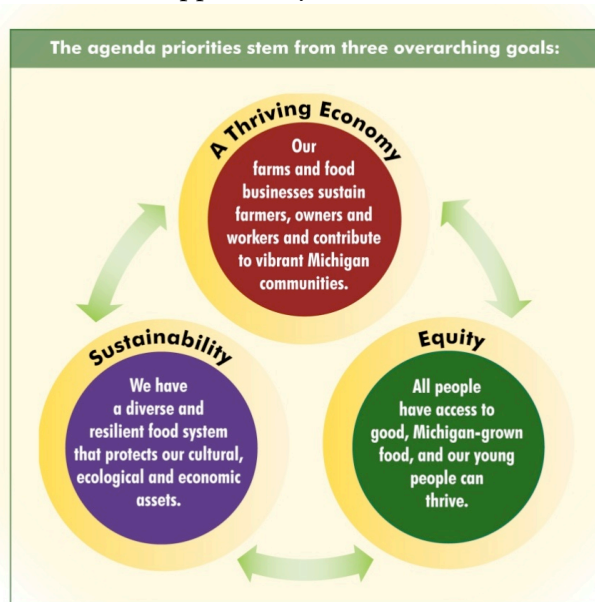 The agenda priorities stem from three overarching goals:
A Thriving Economy
Our
farms and food
businesses sustain
farmers, owners and
workers and contribute
to vibrant Michigan
communities.
Sustainability
We have
a diverse and
resilient food system
that protects our cultural,
ecological and economic
assets.
Equity
All people
have access to
good, Michigan-grown
food, and our young
people can
thrive.